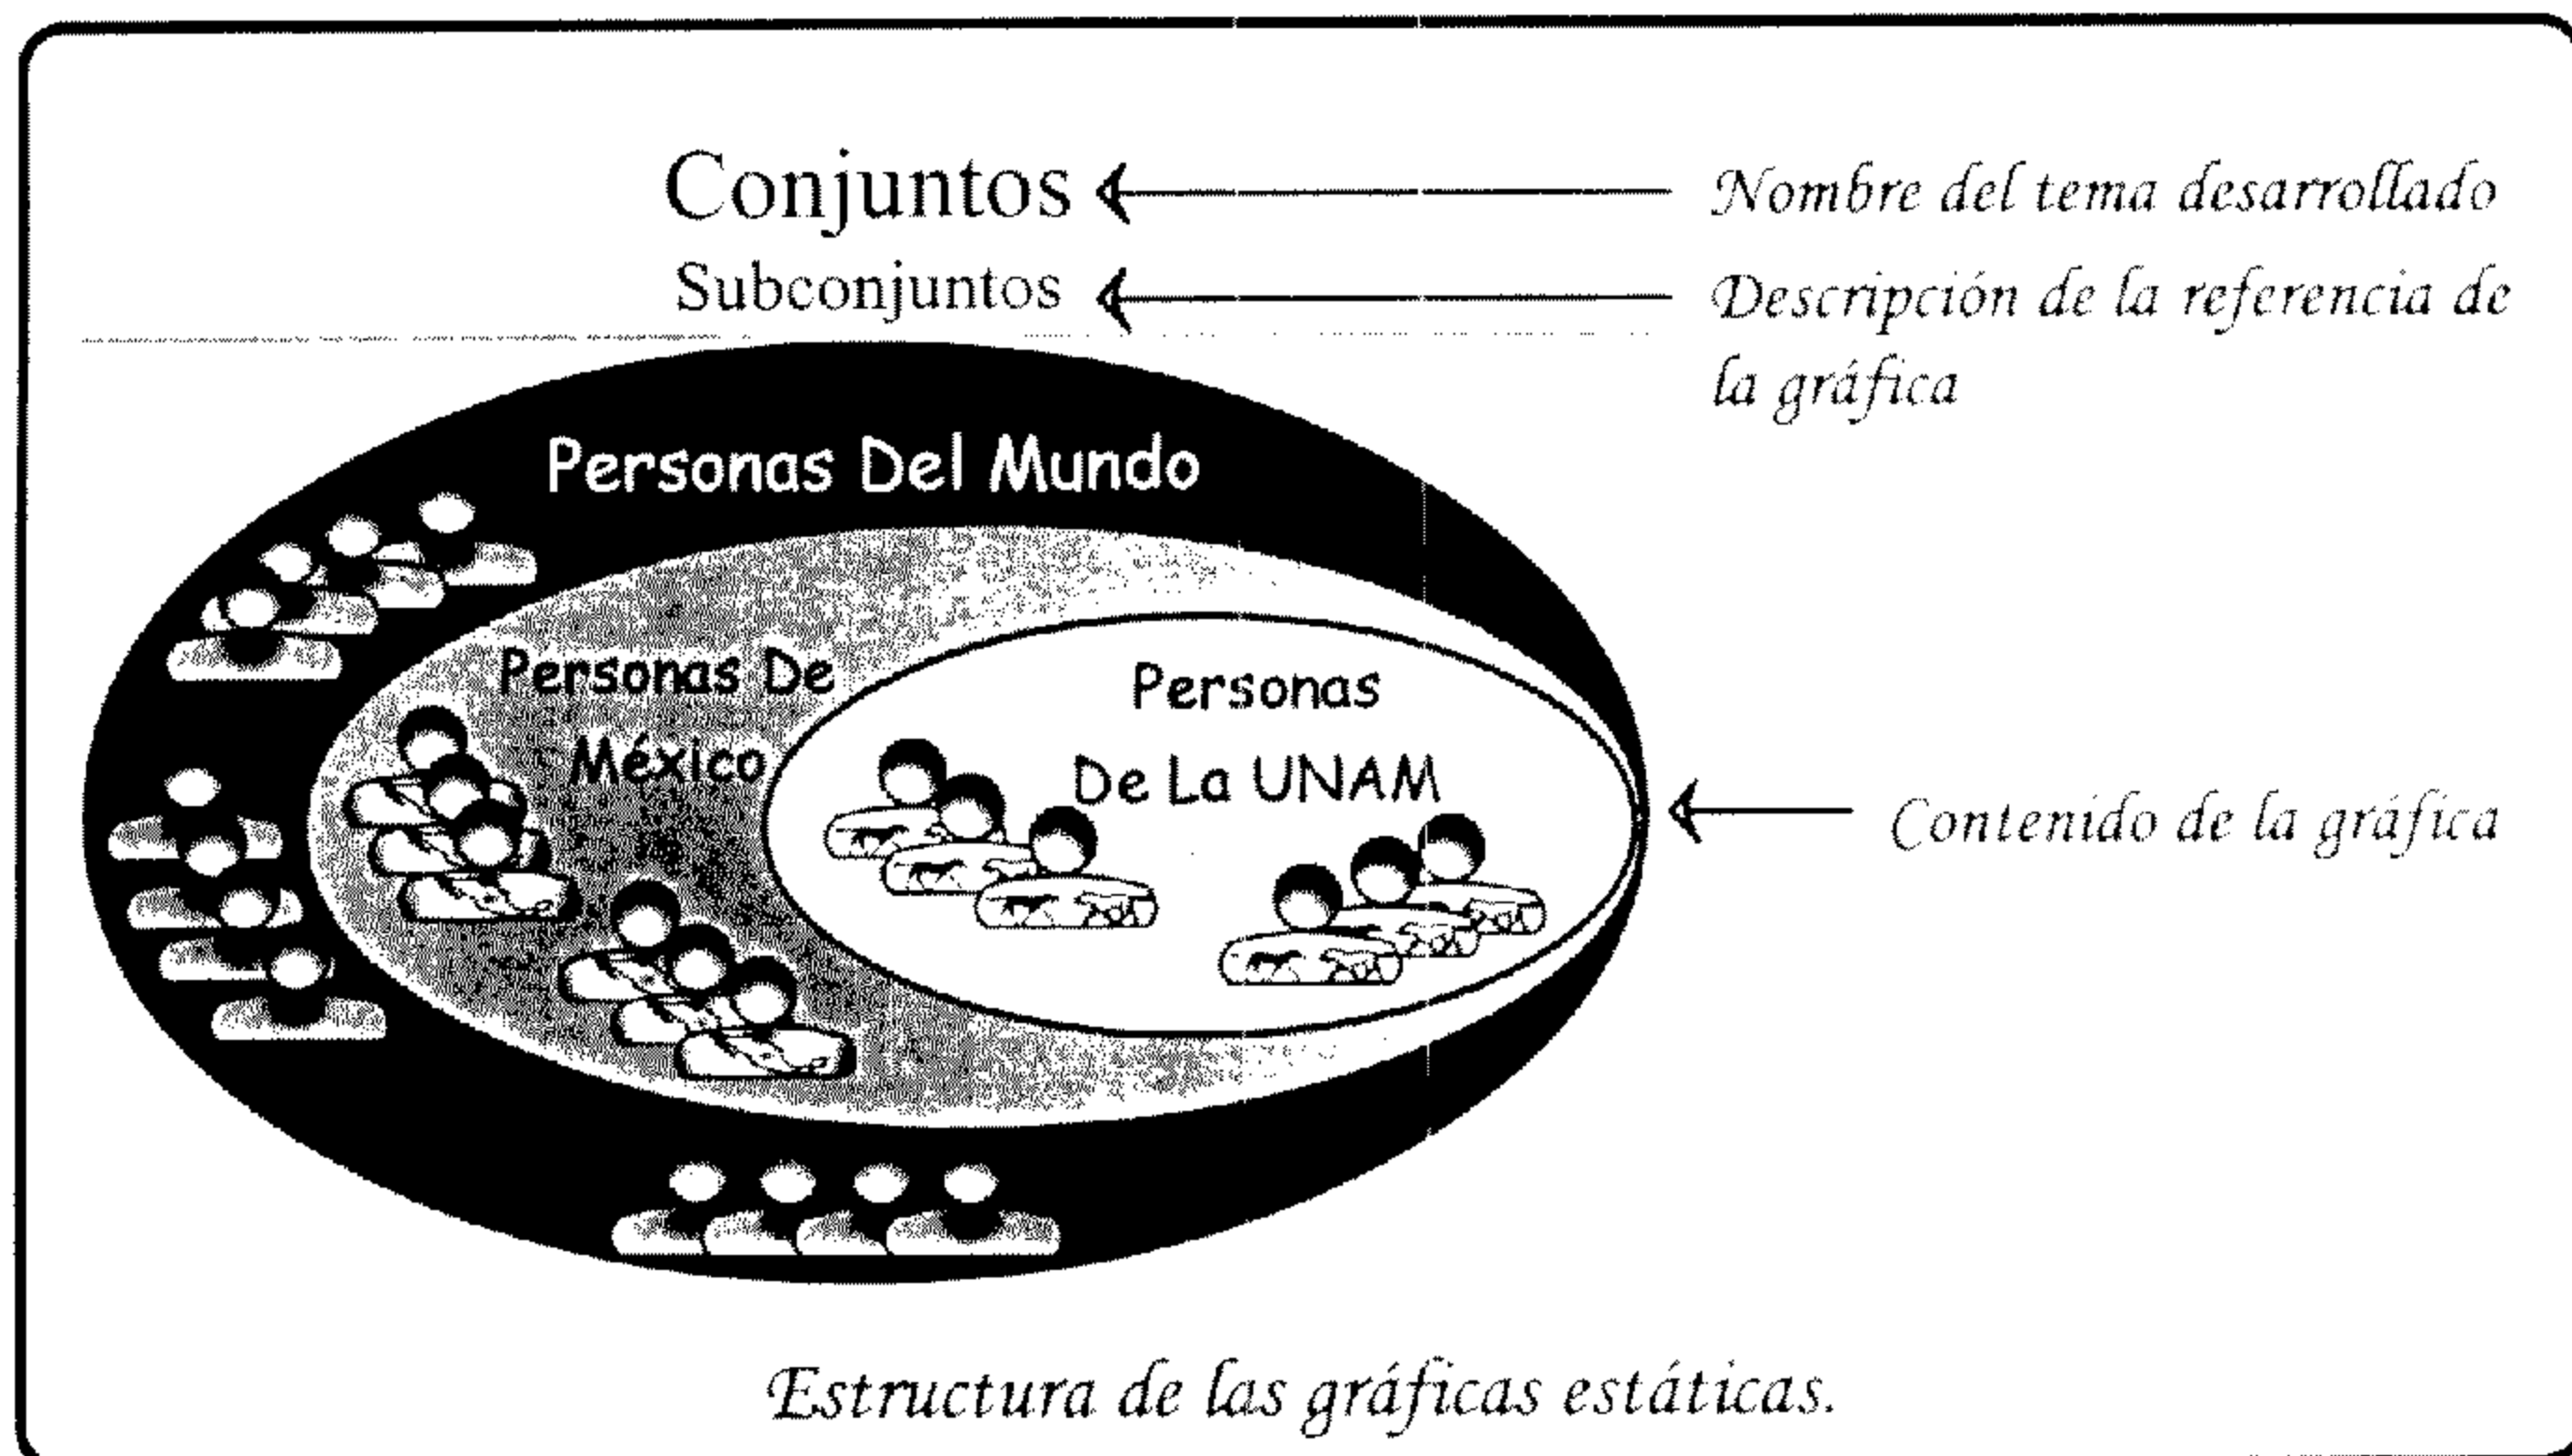 Conjuntos
Nombre del tema desarrollado
Subconjuntos
Descripción de la referencia de
la gráfica
Personas Del Mundo
Personas De
México
Personas
De La UNAM
Contenido de la gráfica
Estructura de las gráficas estáticas.